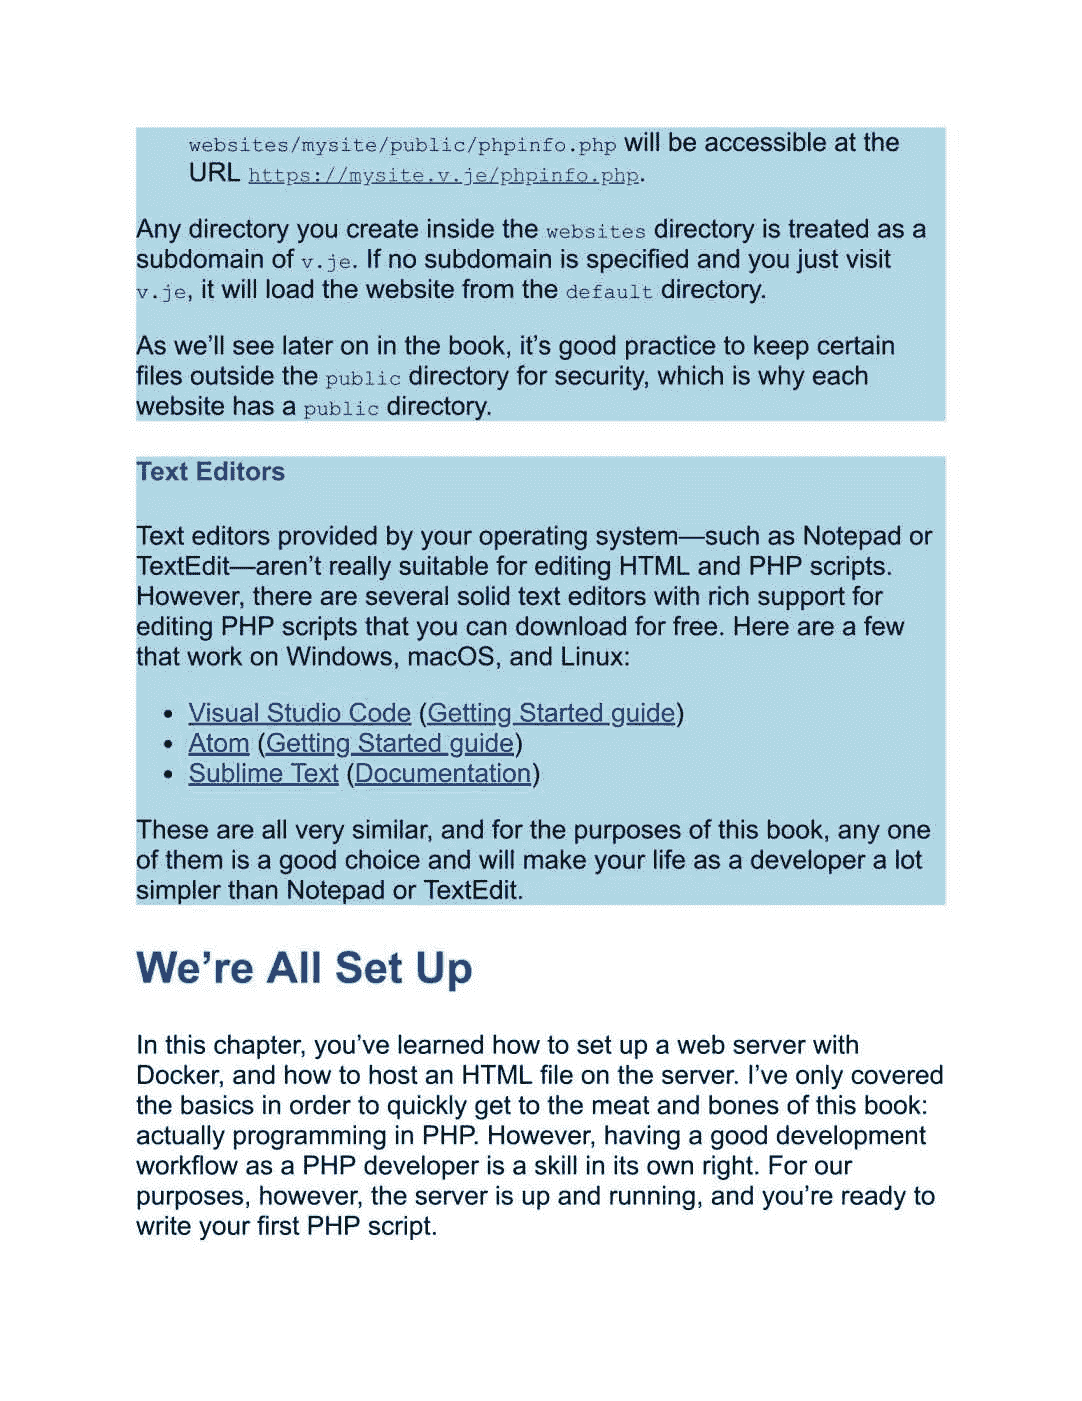 websites/mysite/public/phpinfo.php will be accessible at the
URL https://mysite.v.je/phpinfo.php.
Any directory you create inside the websites directory is treated as a
subdomain of v.je. If no subdomain is specified and you just visit
v.je, it will load the website from the default directory.
As we’ll see later on in the book, it’s good practice to keep certain
files outside the public directory for security, which is why each
website has a public directory.
Text Editors
Text editors provided by your operating system—such as Notepad or
TextEdit—aren’t really suitable for editing HTML and PHP scripts.
However, there are several solid text editors with rich support for
editing PHP scripts that you can download for free. Here are a few
that work on Windows, macOS, and Linux:
• Visual Studio Code (Getting Started guide)
• Atom (Getting Started guide)
• Sublime Text (Documentation)
These are all very similar, and for the purposes of this book, any one
of them is a good choice and will make your life as a developer a lot
simpler than Notepad or TextEdit.
We’re All Set Up
In this chapter, you’ve learned how to set up a web server with
Docker, and how to host an HTML file on the server. I’ve only covered
the basics in order to quickly get to the meat and bones of this book:
actually programming in PHP. However, having a good development
workflow as a PHP developer is a skill in its own right. For our
purposes, however, the server is up and running, and you’re ready to
write your first PHP script.